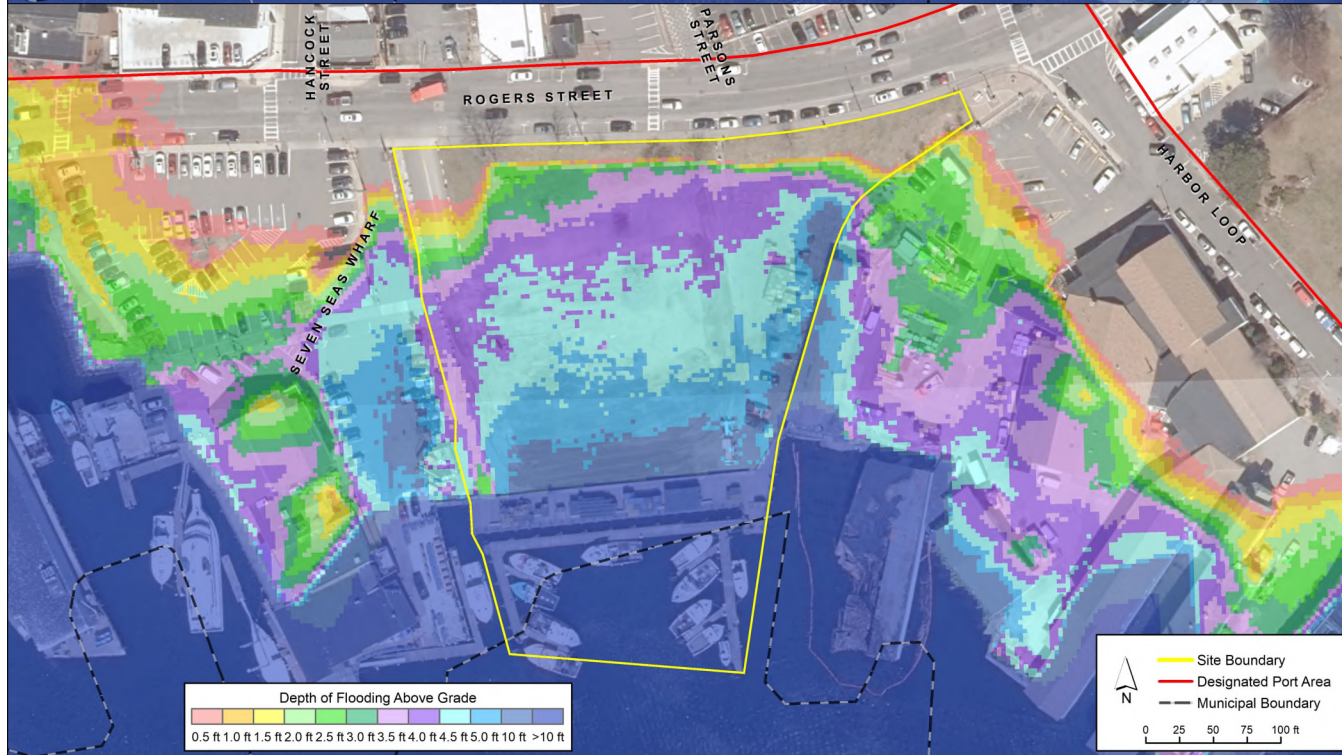 HANCOCK
STREET
PARSONS
STREET
ROGERS STREET
HARBOR LOOP
SEVEN SEAS WHARF
Depth of Flooding Above Grade
0.5 ft 1.0 ft 1.5 ft 2.0 ft 2.5 ft 3.0 ft 3.5 ft 4.0 ft 4.5 ft 5.0 ft 10 ft >10 ft
N
Site Boundary
Designated Port Area
Municipal Boundary
0 25 50 75 100 ft